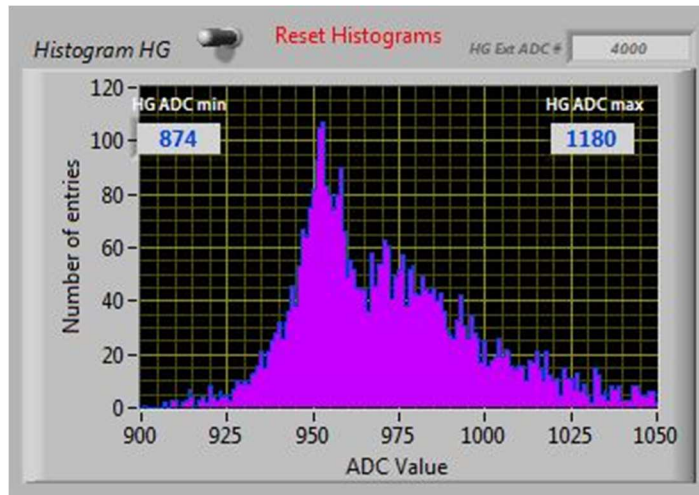 Histogram HG
Reset Histograms
HG Ext ADC # 4000
HG ADC min
874
HG ADC max
1180
Number of entries
120
100
80
60
40
20
0
900 925 950 975 1000 1025 1050
ADC Value